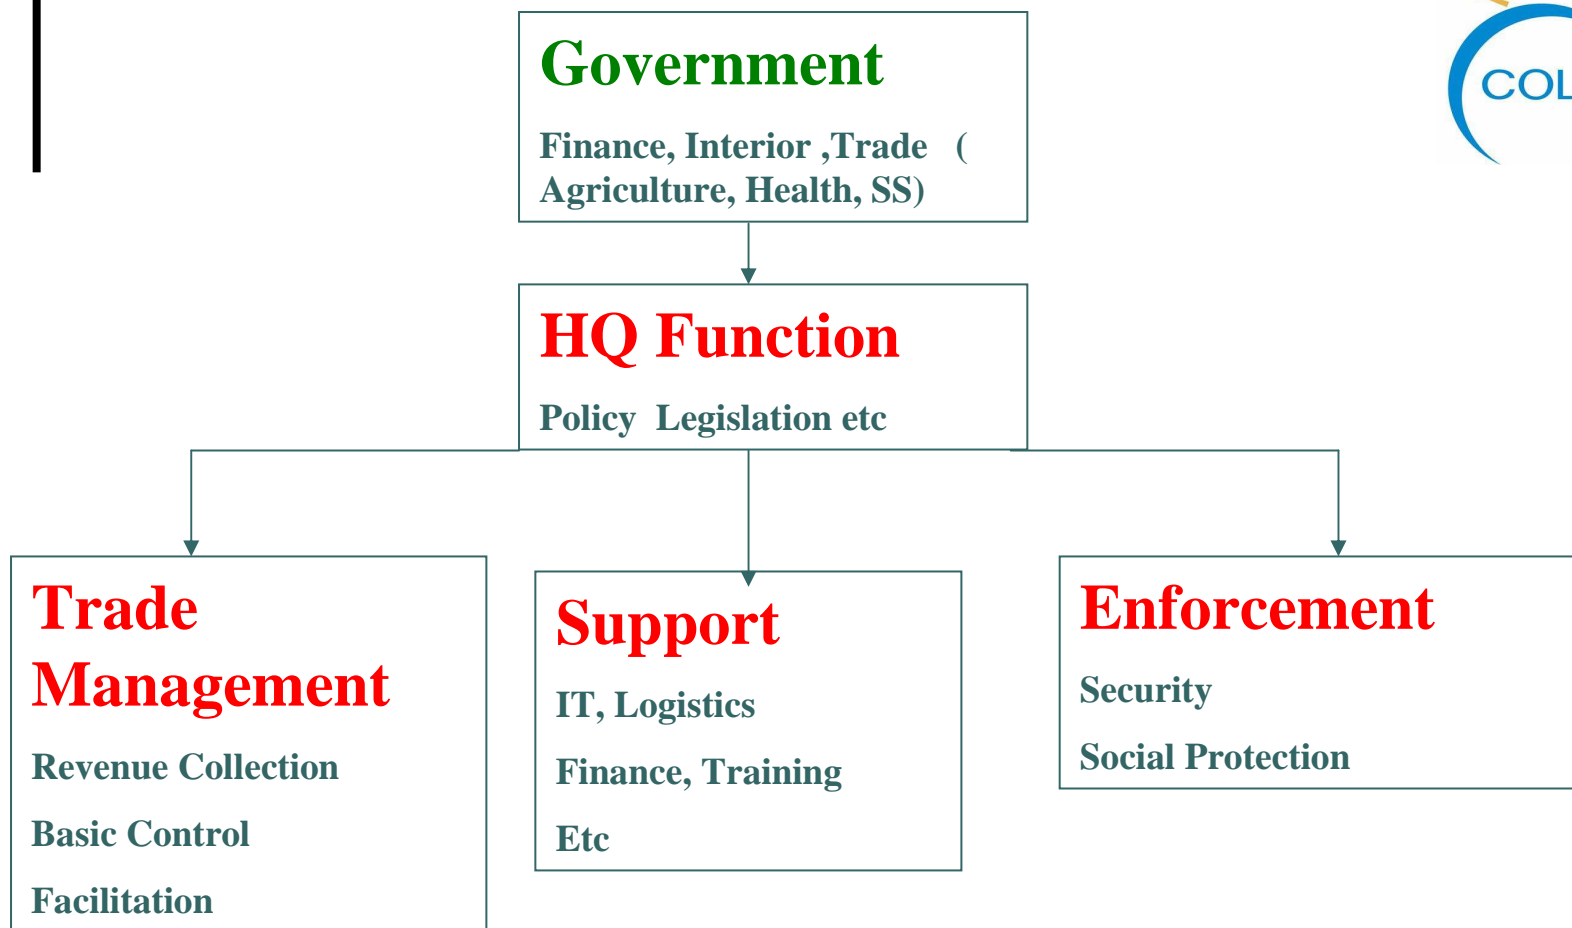 Government
Finance, Interior ,Trade (
Agriculture, Health, SS)
COL
HQ Function
Policy Legislation etc
Trade
Management
Revenue Collection
Basic Control
Facilitation
Support
IT, Logistics
Finance, Training
Etc
Enforcement
Security
Social Protection